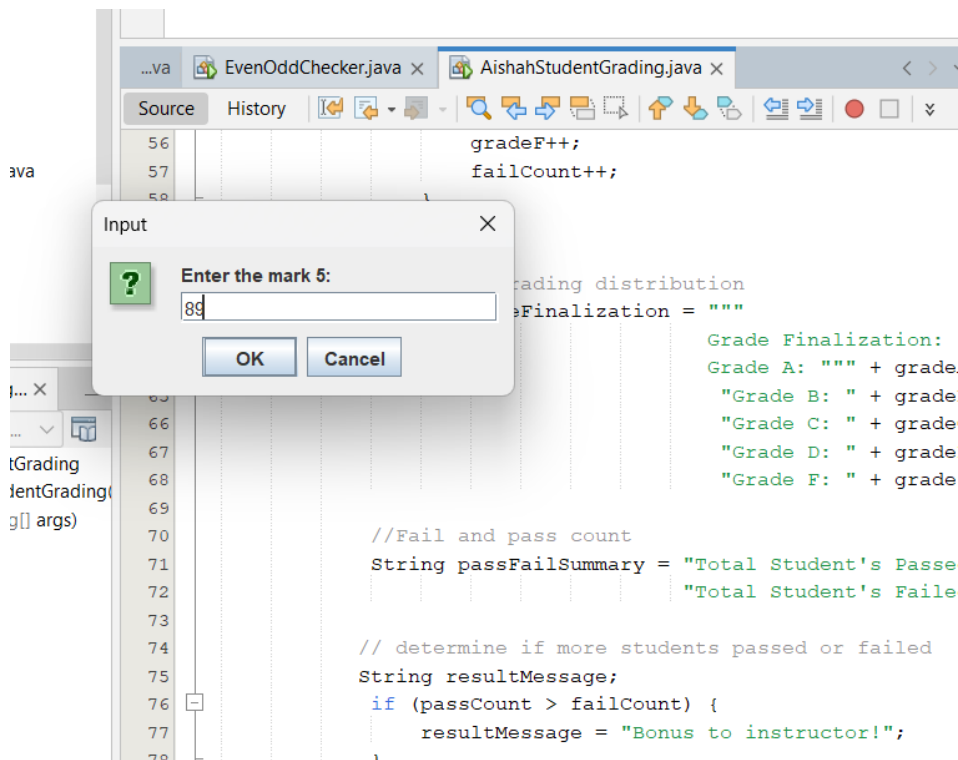 ...va EvenOddChecker.java × AishahStudentGrading.java ×
Source History
56 gradeF++;
ava
57 failCount++;
58 }
Input
Enter the mark 5:
89
OK Cancel
rading distribution
Finalization = """
Grade Finalization:
Grade A: """ + grade
65 "Grade B: " + grade
66 "Grade C: " + grade
67 "Grade D: " + grade
68 "Grade F: " + grade
g... ×
...
tGrading
dentGrading(
g[] args)
69
70 //Fail and pass count
71 String passFailSummary = "Total Student's Passe
72 "Total Student's Faile
73
74 // determine if more students passed or failed
75 String resultMessage;
76 if (passCount > failCount) {
77 resultMessage = "Bonus to instructor!";
78 }